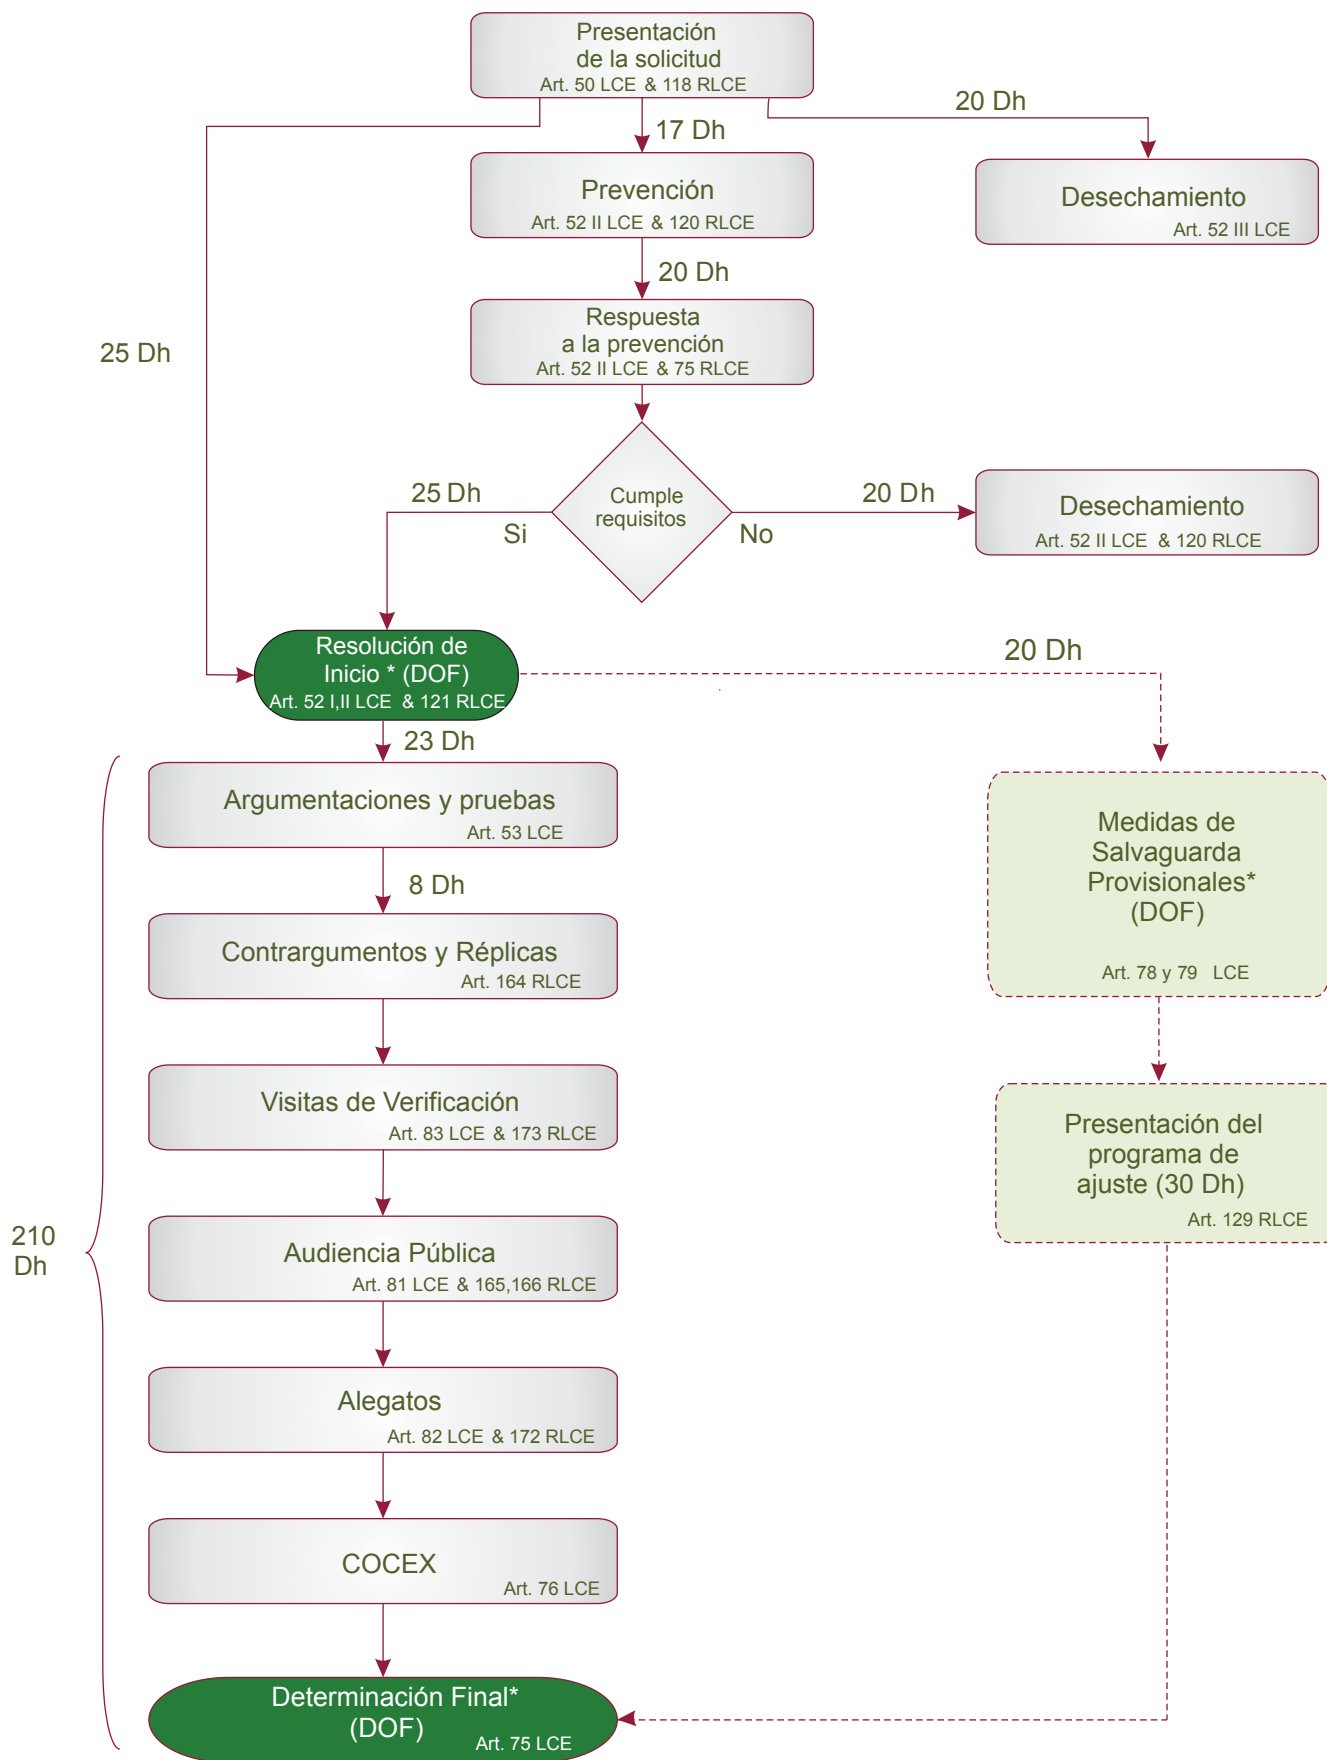 Presentación
de la solicitud
Art. 50 LCE & 118 RLCE
20 Dh
17 Dh
Prevención
Art. 52 II LCE & 120 RLCE
Desechamiento
Art. 52 III LCE
20 Dh
Respuesta
a la prevención
Art. 52 II LCE & 75 RLCE
25 Dh
Cumple
requisitos
25 Dh
Si
20 Dh
No
Desechamiento
Art. 52 II LCE & 120 RLCE
Resolución de
Inicio * (DOF)
Art. 52 I,II LCE & 121 RLCE
20 Dh
23 Dh
Argumentaciones y pruebas
Art. 53 LCE
8 Dh
Contrargumentos y Réplicas
Art. 164 RLCE
Medidas de
Salvaguarda
Provisionales*
(DOF)
Art. 78 y 79 LCE
Visitas de Verificación
Art. 83 LCE & 173 RLCE
Presentación del
programa de
ajuste (30 Dh)
Art. 129 RLCE
210
Dh
Audiencia Pública
Art. 81 LCE & 165,166 RLCE
Alegatos
Art. 82 LCE & 172 RLCE
COCEX
Art. 76 LCE
Determinación Final*
(DOF)
Art. 75 LCE